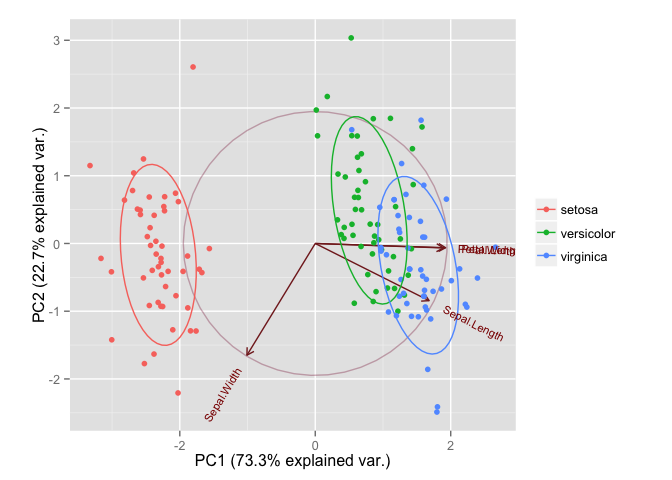 3
2
1
0
-1
-2
-2
0
2
PC1 (73.3% explained var.)
PC2 (22.7% explained var.)
Sepal.Length
Sepal.Width
setosa
versicolor
virginica